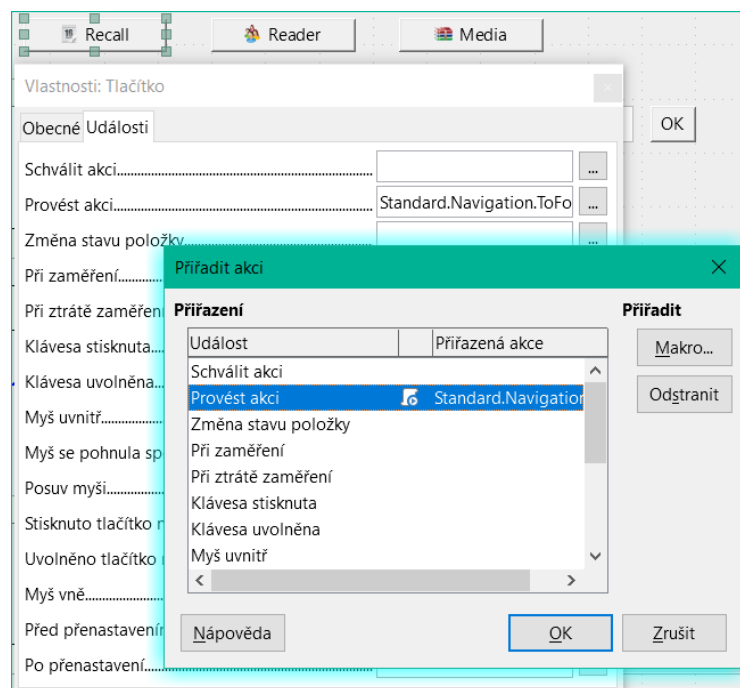 Recall Reader Media
Vlastnosti: Tlačítko
Obecné Události
OK
Schválit akci
...
Provést akci
Standard.Navigation.ToFo ...
Změna stavu položky
...
Při zaměření
Při ztrátě zaměřen
Klávesa stisknuta
Klávesa uvolněna
Myš uvnitř
Myš se pohnula sp
Posuv myši
Stisknuto tlačítko
Uvolněno tlačítko
Myš vně
Před přenastavení
Po přenastavení
Přiřadit akci
Přiřazení
Přiřadit
Událost Přiřazená akce
Makro...
Odstranit
Schválit akci
Provést akci Standard.Navigation
Změna stavu položky
Při zaměření
Při ztrátě zaměření
Klávesa stisknuta
Klávesa uvolněna
Myš uvnitř
Nápověda OK Zrušit